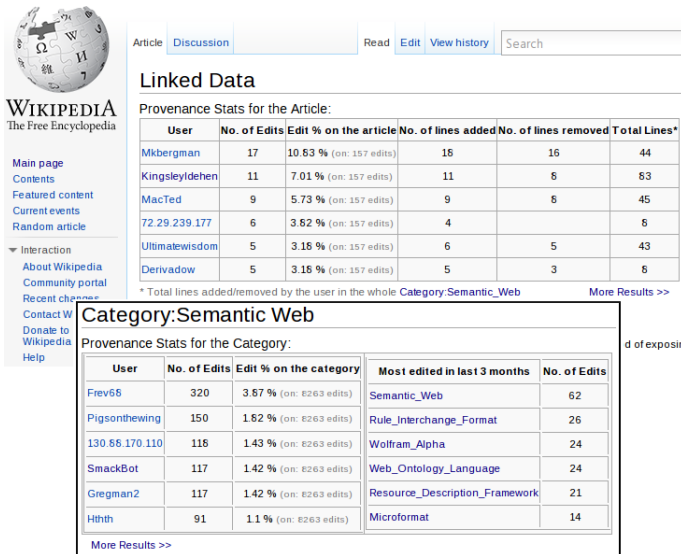 Article Discussion Read Edit View history Search
WIKIPEDIA
The Free Encyclopedia
Main page
Contents
Featured content
Current events
Random article
Interaction
About Wikipedia
Community portal
Recent changes
Contact W
Donate to
Wikipedia
Help
Linked Data
Provenance Stats for the Article:
User No. of Edits Edit % on the article No. of lines added No. of lines removed Total Lines*
Mkbergman 17 10.83 % (on: 157 edits) 18 16 44
KingsleyIdehen 11 7.01 % (on: 157 edits) 11 8 83
MacTed 9 5.73 % (on: 157 edits) 9 8 45
72.29.239.177 6 3.82 % (on: 157 edits) 4 8
Ultimatewisdom 5 3.18 % (on: 157 edits) 6 5 43
Derivadow 5 3.18 % (on: 157 edits) 5 3 8
* Total lines added/removed by the user in the whole Category:Semantic_Web More Results >>
d of exposin
Category:Semantic Web
Provenance Stats for the Category:
User No. of Edits Edit % on the category
Frev68 320 3.87 % (on: 8263 edits)
Pigsonthewing 150 1.82 % (on: 8263 edits)
130.88.170.110 118 1.43 % (on: 8263 edits)
SmackBot 117 1.42 % (on: 8263 edits)
Gregman2 117 1.42 % (on: 8263 edits)
Hthth 91 1.1 % (on: 8263 edits)
Most edited in last 3 months No. of Edits
Semantic_Web 62
Rule_Interchange_Format 26
Wolfram_Alpha 24
Web_Ontology_Language 24
Resource_Description_Framework 21
Microformat 14
More Results >>